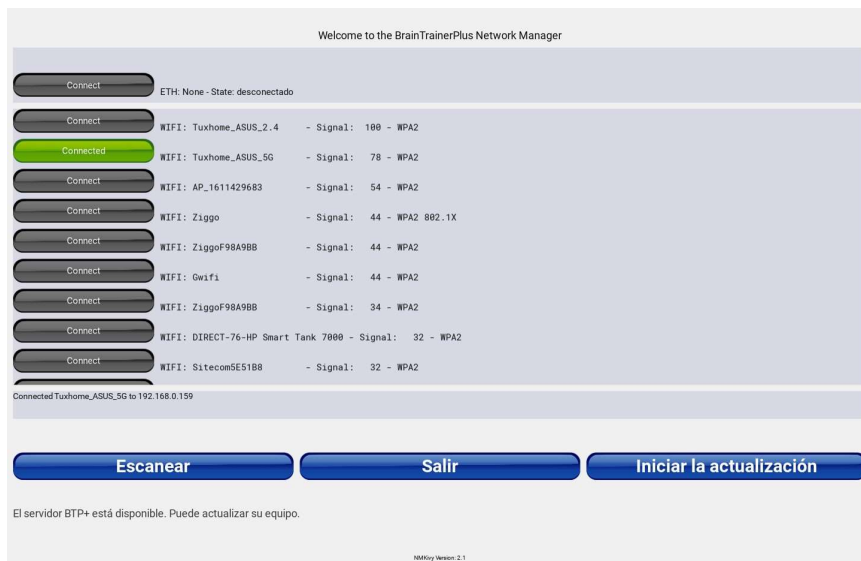 Welcome to the BrainTrainerPlus Network Manager
Connect ETH: None - State: desconectado
Connect WIFI: Tuxhome_ASUS_2.4 - Signal: 100 - WPA2
Connected WIFI: Tuxhome_ASUS_5G - Signal: 78 - WPA2
Connect WIFI: AP_1611429683 - Signal: 54 - WPA2
Connect WIFI: Ziggo - Signal: 44 - WPA2 802.1X
Connect WIFI: ZiggoF98A9BB - Signal: 44 - WPA2
Connect WIFI: Gwifi - Signal: 44 - WPA2
Connect WIFI: ZiggoF98A9BB - Signal: 34 - WPA2
Connect WIFI: DIRECT-76-HP Smart Tank 7000 - Signal: 32 - WPA2
Connect WIFI: Sitecom5E51B8 - Signal: 32 - WPA2
Connected Tuxhome_ASUS_5G to 192.168.0.159
Escanear Salir Iniciar la actualización
El servidor BTP+ está disponible. Puede actualizar su equipo.
NMKivy Version: 2.1